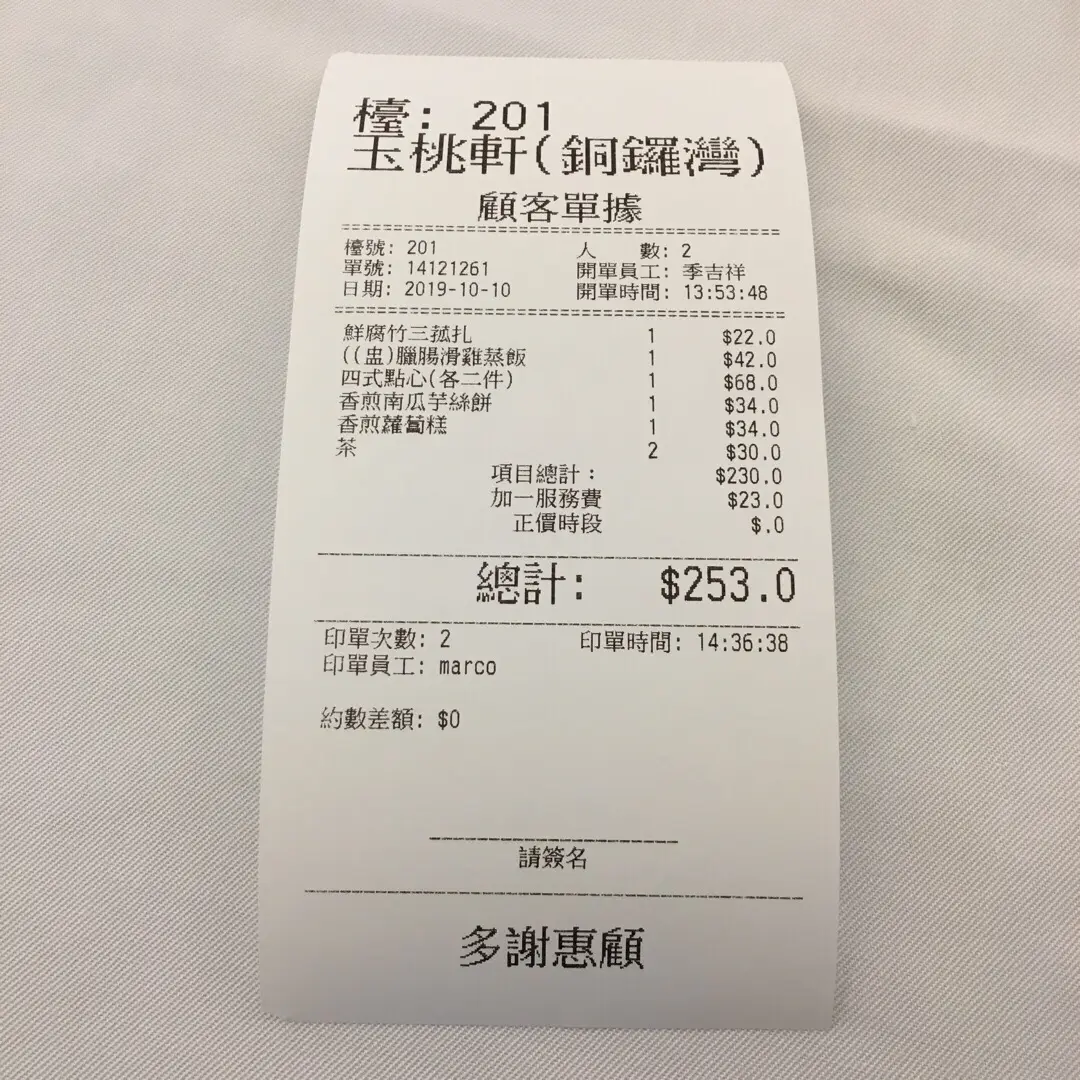 檯: 201
玉桃軒(銅鑼灣)
顧客單據
檯號: 201 人 數: 2
單號: 14121261 開單員工: 季吉祥
日期: 2019-10-10 開單時間: 13:53:48
鮮腐竹三菰扎 1 $22.0
((盅)臘腸滑雞蒸飯 1 $42.0
四式點心(各二件) 1 $68.0
香煎南瓜芋絲餅 1 $34.0
香煎蘿蔔糕 1 $34.0
茶 2 $30.0
項目總計: $230.0
加一服務費 $23.0
正價時段 $.0
總計: $253.0
印單次數: 2 印單時間: 14:36:38
印單員工: marco
約數差額: $0
請簽名
多謝惠顧